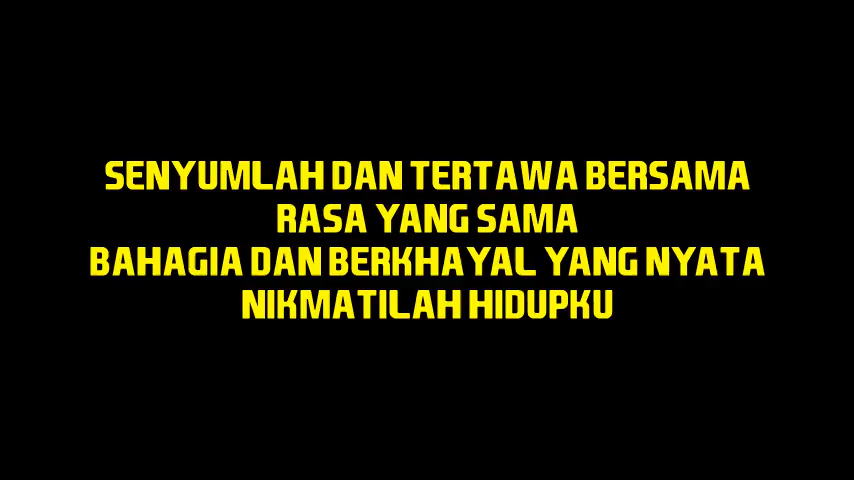 SENYUMLAH DAN TERTAWA BERSAMA
RASA YANG SAMA
BAHAGIA DAN BERKHAYAL YANG NYATA
NIKMATILAH HIDUPKU